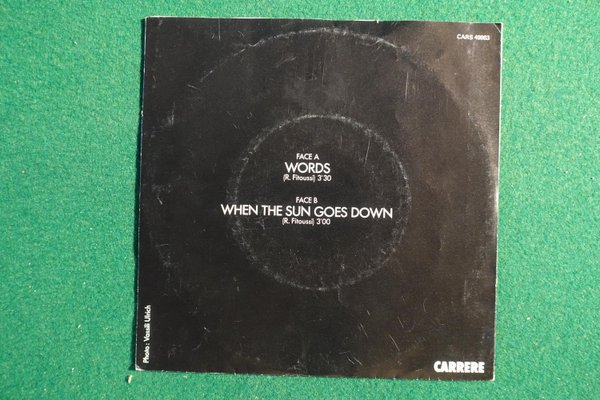 CARS 49983
FACE A
WORDS
(R. Fitoussi) 3'30
FACE B
WHEN THE SUN GOES DOWN
(R. Fitoussi) 3'00
Photo : Vassili Ulrich
CARRERE